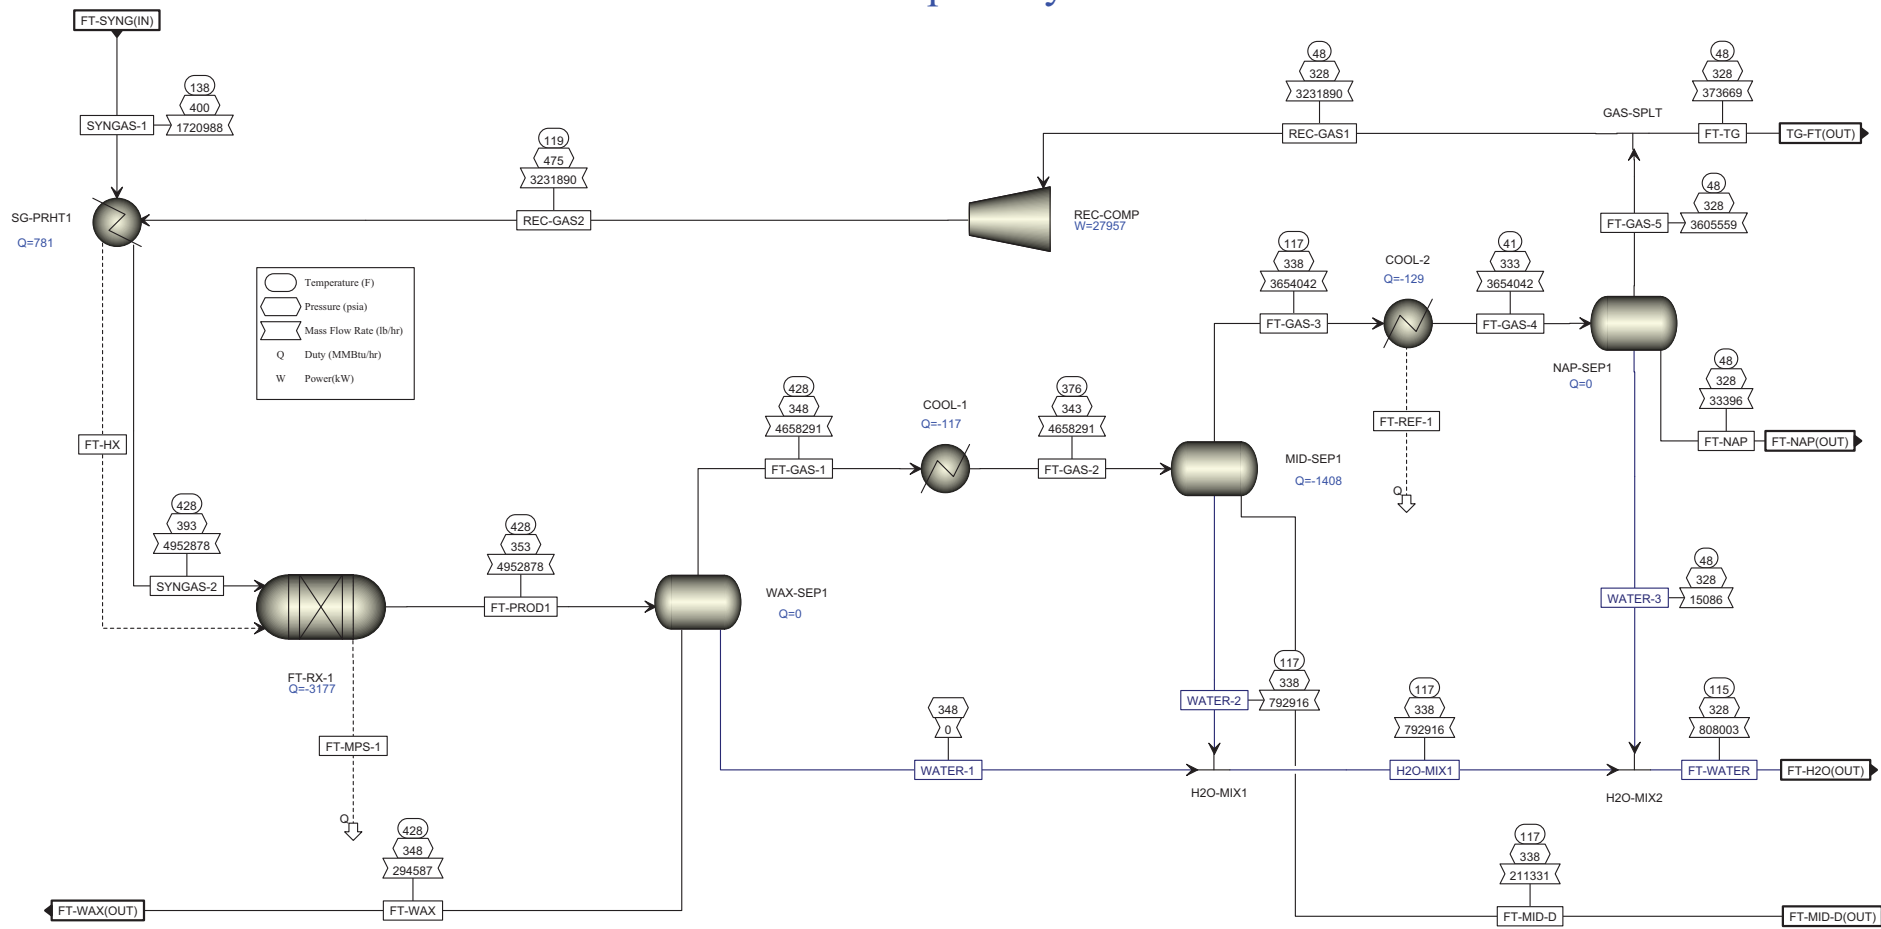 FT-SYNG(IN)
138
400
SYNGAS-1
1720988
119
475
3231890
REC-GAS2
48
328
3231890
REC-GAS1
GAS-SPLT
48
328
373669
FT-TG
TG-FT(OUT)
SG-PRHT1
Q=781
REC-COMP
W=27957
48
328
FT-GAS-5
3605559
Temperature (F)
Pressure (psia)
Mass Flow Rate (lb/hr)
Q Duty (MMBtu/hr)
W Power(kW)
117
338
3654042
FT-GAS-3
COOL-2
Q=-129
41
333
3654042
FT-GAS-4
NAP-SEP1
Q=0
48
328
33396
FT-NAP
FT-NAP(OUT)
FT-REF-1
Q
428
348
4658291
FT-GAS-1
COOL-1
Q=-117
376
343
4658291
FT-GAS-2
MID-SEP1
Q=-1408
FT-HX
428
393
4952878
SYNGAS-2
428
353
4952878
FT-PROD1
WAX-SEP1
Q=0
FT-RX-1
Q=-3177
48
328
WATER-3
15086
FT-MPS-1
Q
348
0
WATER-1
117
338
WATER-2
792916
H2O-MIX1
117
338
792916
H2O-MIX1
115
328
808003
FT-WATER
FT-H2O(OUT)
H2O-MIX2
428
348
294587
FT-WAX
FT-WAX(OUT)
117
338
211331
FT-MID-D
FT-MID-D(OUT)